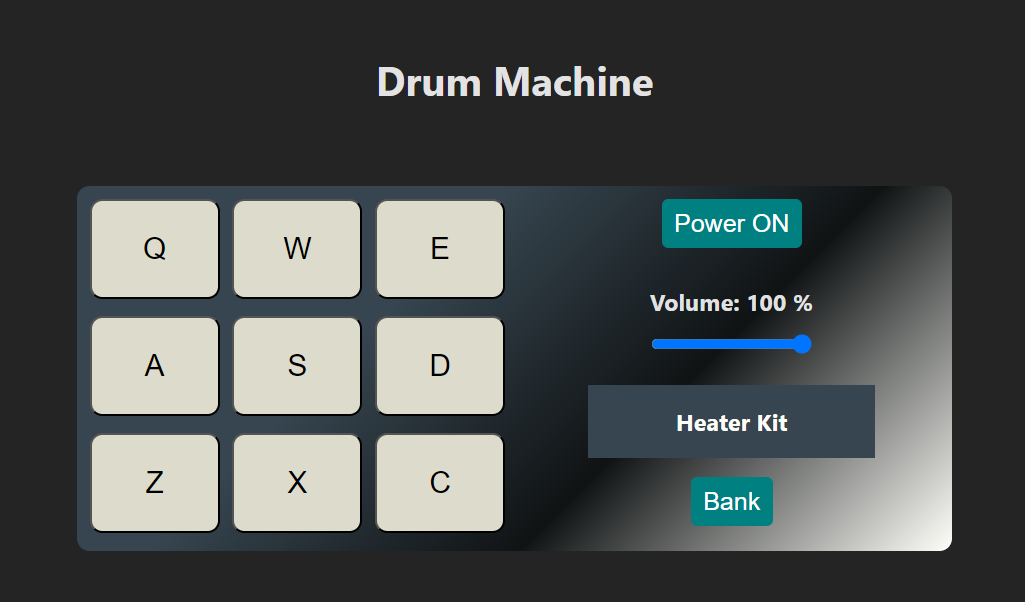 Drum Machine
Q W E
A S D
Z X C
Power ON
Volume: 100 %
Heater Kit
Bank